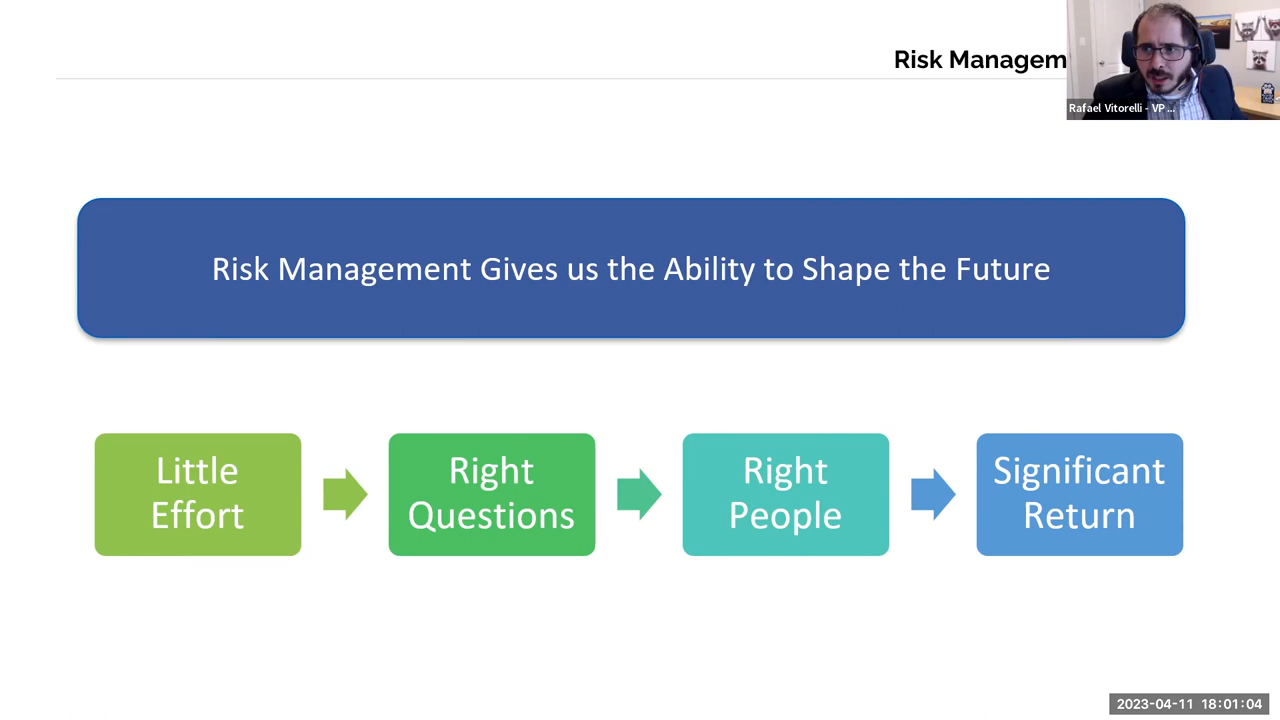 Risk Managem
Rafael Vitorelli - VP ...
Risk Management Gives us the Ability to Shape the Future
Little
Effort
Right
Questions
Right
People
Significant
Return
2023-04-11 18:01:04